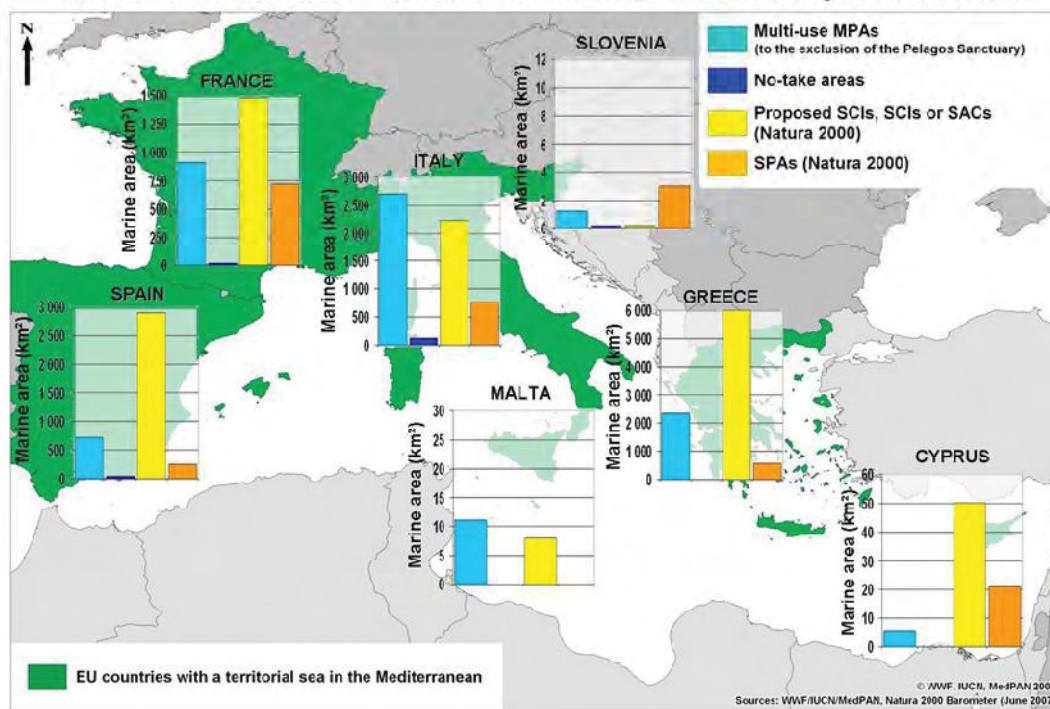 N
FRANCE
Marine area (km²)
1,500
1,250
1 000
750
500
250
0
SLOVENIA
Marine area (km²)
12
10
8
6
4
2
0
Multi-use MPAs
(to the exclusion of the Pelagos Sanctuary)
No-take areas
Proposed SCIs, SCIs or SACs
(Natura 2000)
SPAs (Natura 2000)
ITALY
Marine area (km²)
3 000
2,500
2 000
1,500
1 000
500
0
SPAIN
Marine area (km²)
3 000
2,500
2 000
1,500
1 000
500
0
GREECE
Marine area (km²)
6 000
5 000
4 000
3 000
2 000
1 000
0
MALTA
Marine area (km²)
30
25
20
15
10
5
0
CYPRUS
Marine area (km²)
60
50
40
30
20
10
0
EU countries with a territorial sea in the Mediterranean
© WWF, IUCN, MedPAN
Sources: WWF/IUCN/MedPAN, Natura 2000 Barometer (June 2007